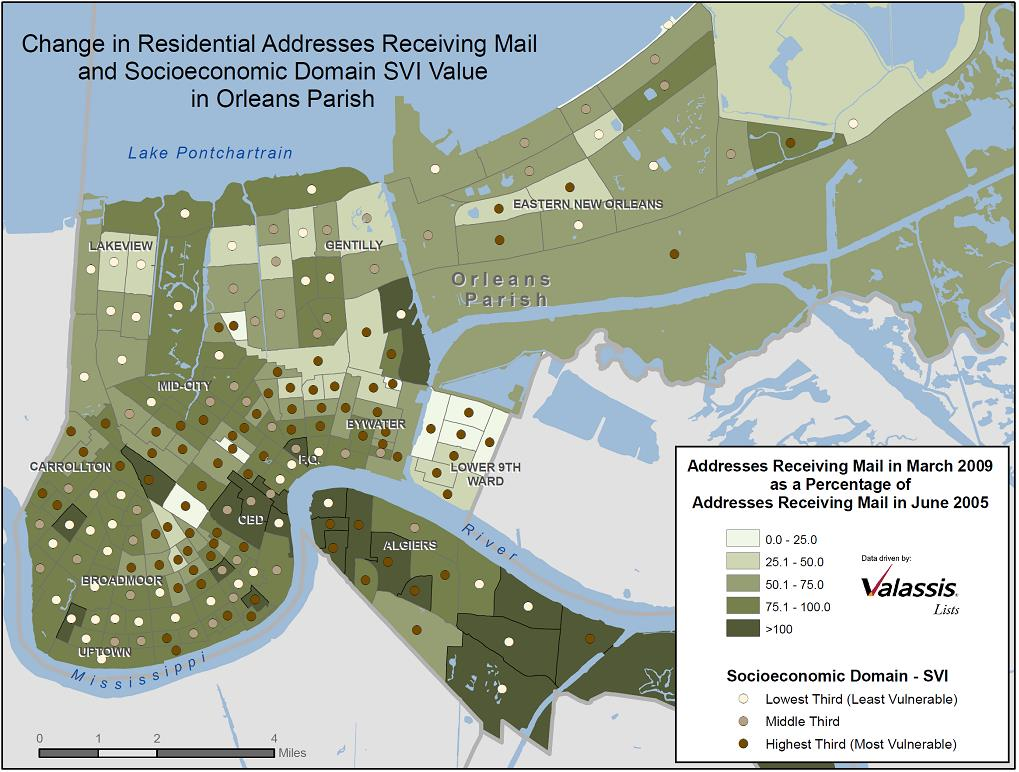 Change in Residential Addresses Receiving Mail
and Socioeconomic Domain SVI Value
in Orleans Parish
Lake Pontchartrain
EASTERN NEW ORLEANS
LAKEVIEW
GENTILLY
Orleans
Parish
MID-CITY
BYWATER
CARROLLTON
F.Q.
LOWER 9TH
WARD
CBD
River
ALGIERS
BROADMOOR
UPTOWN
Mississippi
0 1 2 4
Miles
Addresses Receiving Mail in March 2009
as a Percentage of
Addresses Receiving Mail in June 2005
0.0 - 25.0
25.1 - 50.0
50.1 - 75.0
75.1 - 100.0
>100
Data driven by:
Valassis
Lists
Socioeconomic Domain - SVI
Lowest Third (Least Vulnerable)
Middle Third
Highest Third (Most Vulnerable)